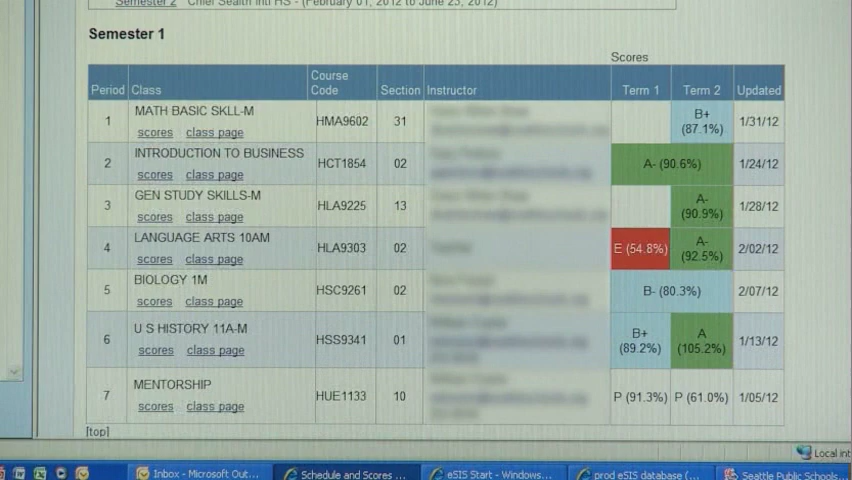 Semester 2 Chief Sealth Intl HS - (February 01, 2012 to June 23, 2012)
Semester 1
Scores
Period Class Course Code Section Instructor Term 1 Term 2 Updated
1 MATH BASIC SKLL-M HMA9602 31 B+ (87.1%) 1/31/12
scores class page
2 INTRODUCTION TO BUSINESS HCT1854 02 A- (90.6%) 1/24/12
scores class page
3 GEN STUDY SKILLS-M HLA9225 13 A- (90.9%) 1/28/12
scores class page
4 LANGUAGE ARTS 10AM HLA9303 02 E (54.8%) A- (92.5%) 2/02/12
scores class page
5 BIOLOGY 1M HSC9261 02 B- (80.3%) 2/07/12
scores class page
6 U S HISTORY 11A-M HSS9341 01 B+ (89.2%) A (105.2%) 1/13/12
scores class page
7 MENTORSHIP HUE1133 10 P (91.3%) P (61.0%) 1/05/12
scores class page
[top]
Local int
Inbox - Microsoft Out... Schedule and Scores ... eSIS Start - Windows... prod eSIS database (... Seattle Public Schools...